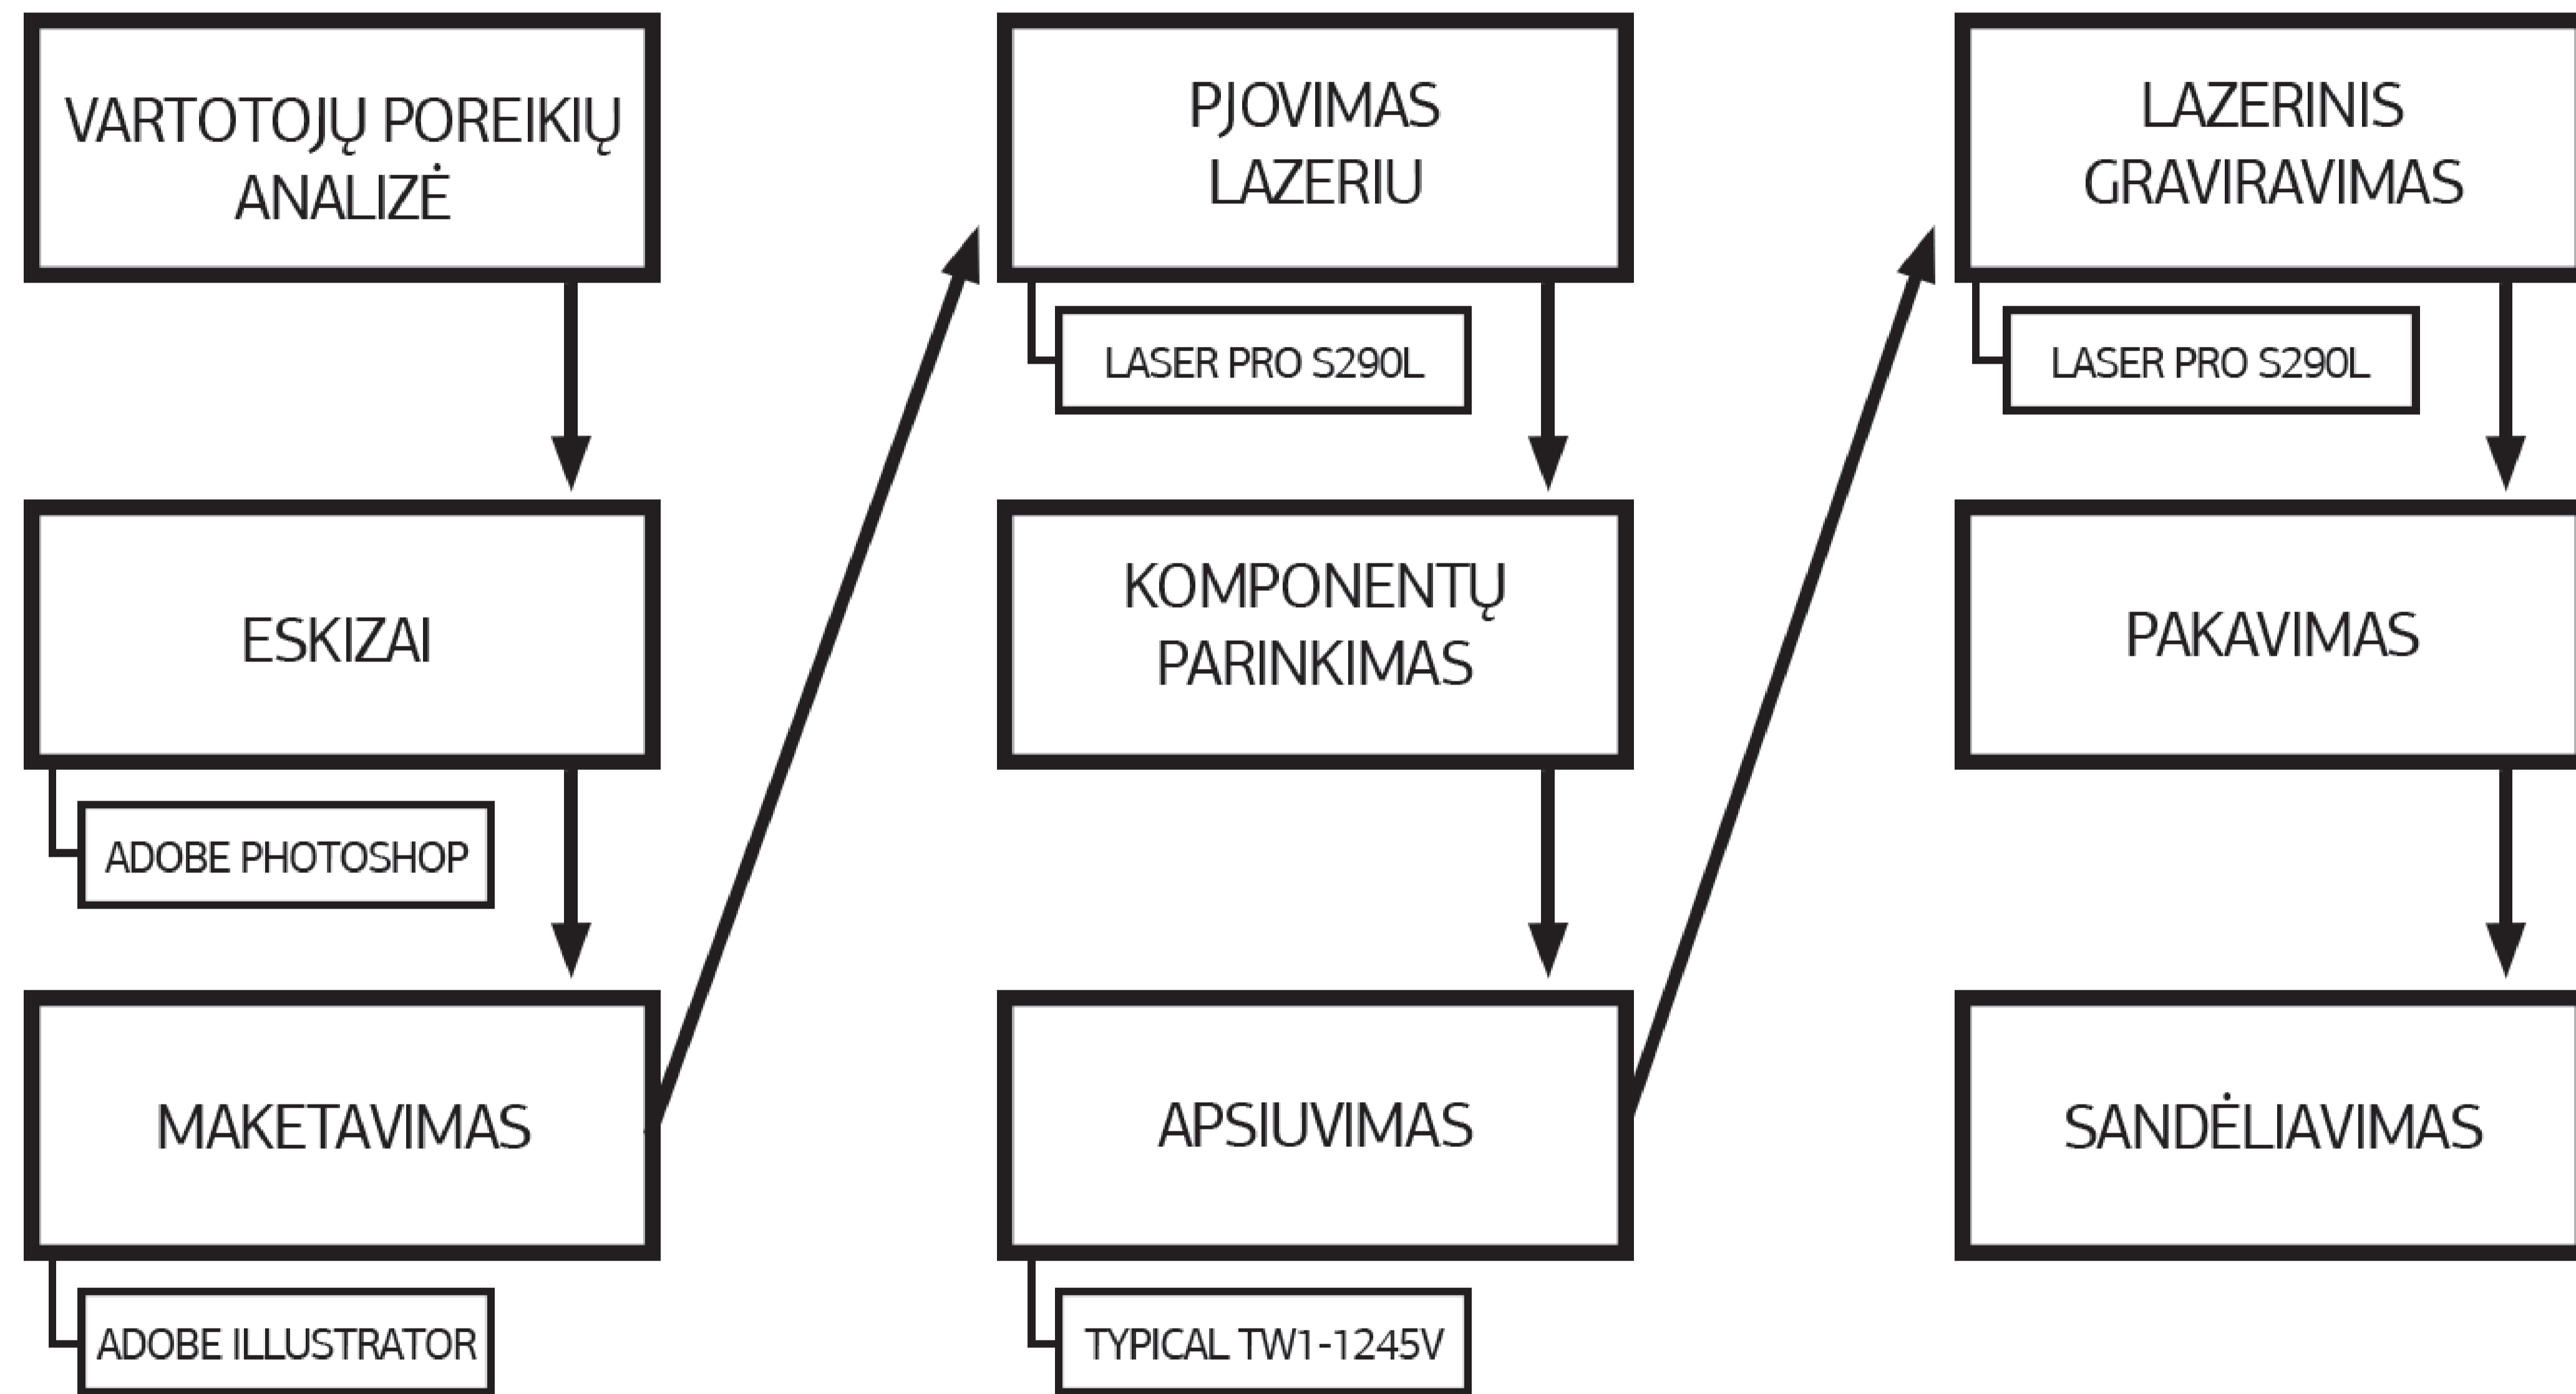 VARTOTOJŲ POREIKIŲ
ANALIZĖ
ESKIZAI
ADOBE PHOTOSHOP
MAKETAVIMAS
ADOBE ILLUSTRATOR
PJOVIMAS
LAZERIU
LASER PRO S290L
KOMPONENTŲ
PARINKIMAS
APSIUVIMAS
TYPICAL TW1-1245V
LAZERINIS
GRAVIRAVIMAS
LASER PRO S290L
PAKAVIMAS
SANDĖLIAVIMAS